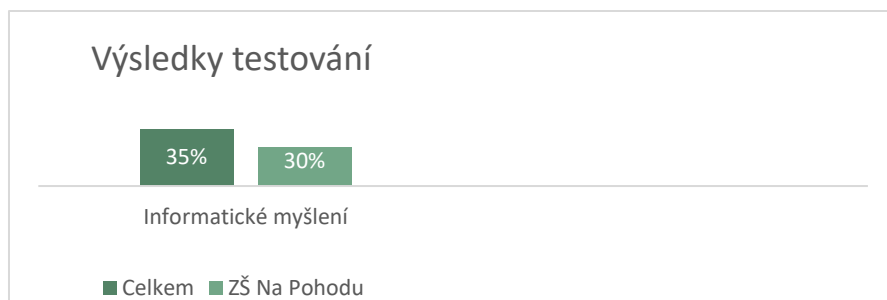 Výsledky testování
35%
30%
Informatické myšlení
Celkem ZŠ Na Pohodu